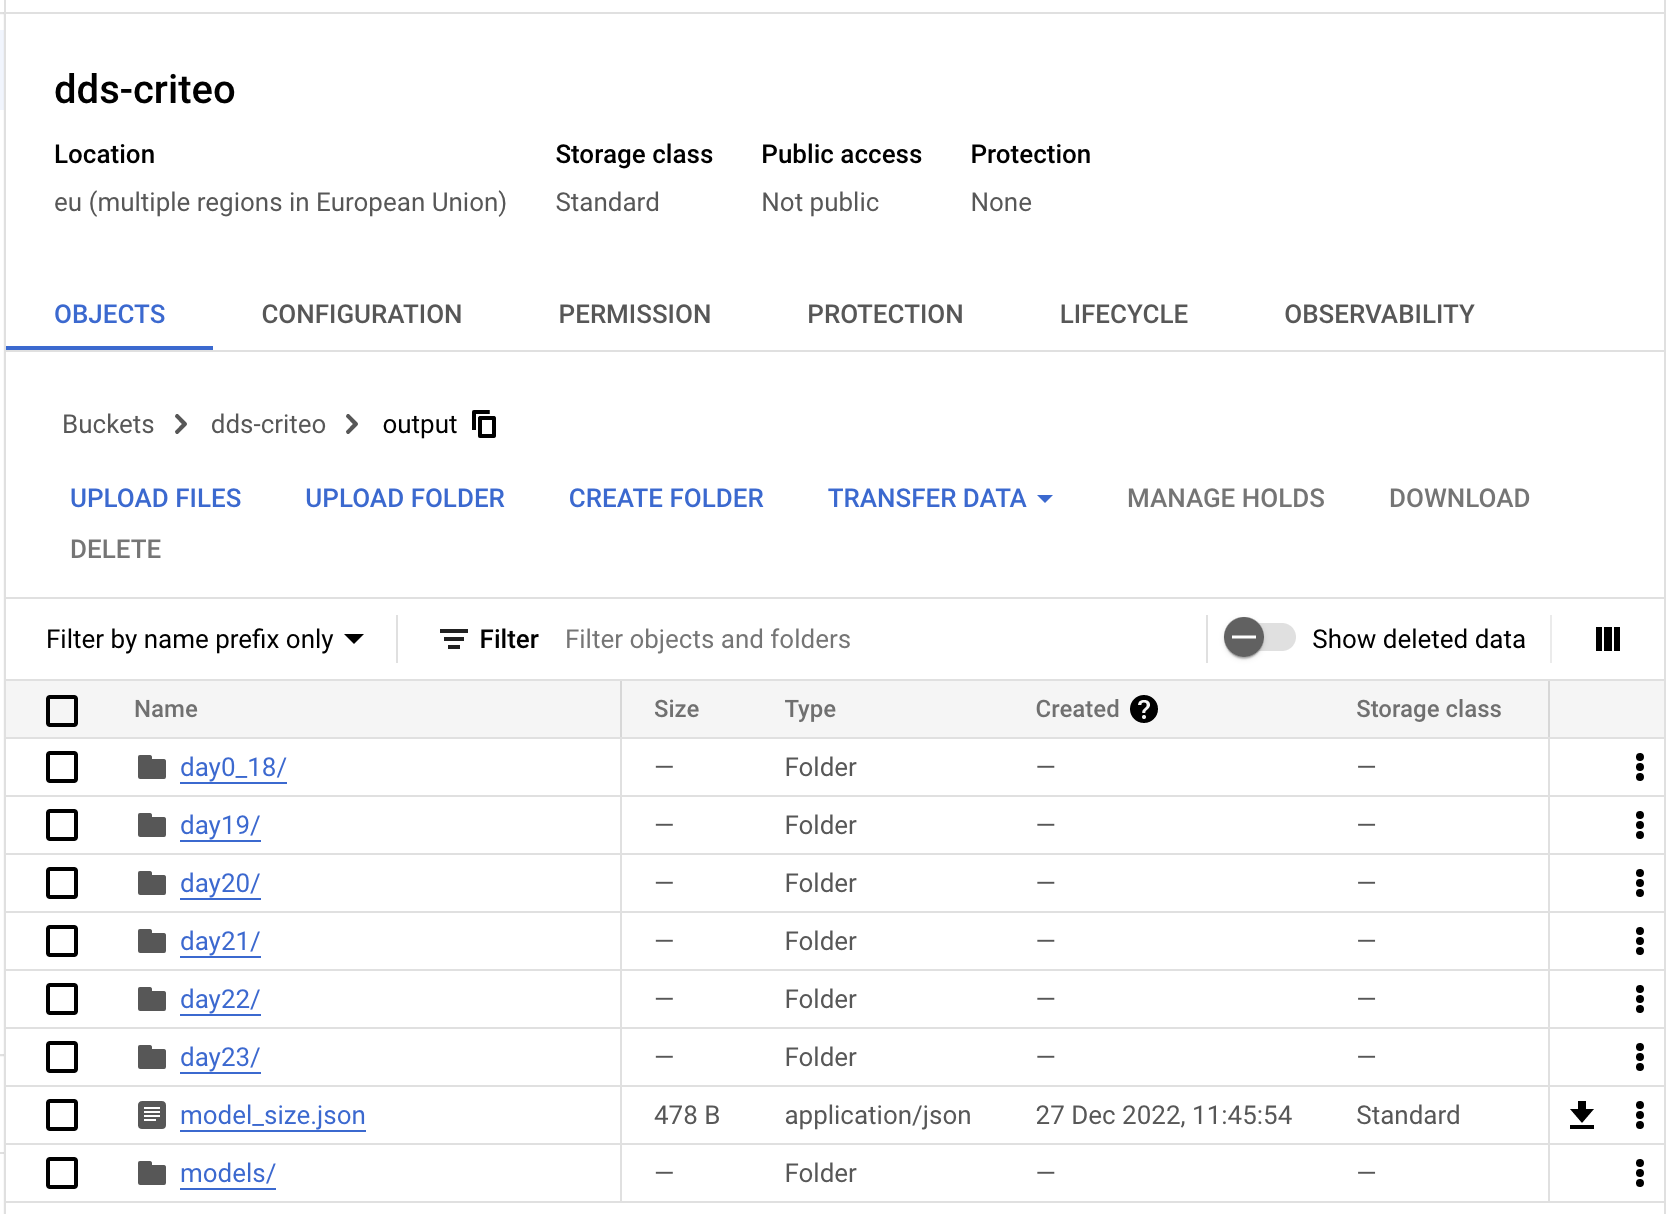 dds-criteo
Location Storage class Public access Protection
eu (multiple regions in European Union) Standard Not public None
OBJECTS CONFIGURATION PERMISSION PROTECTION LIFECYCLE OBSERVABILITY
Buckets > dds-criteo > output
UPLOAD FILES UPLOAD FOLDER CREATE FOLDER TRANSFER DATA MANAGE HOLDS DOWNLOAD
DELETE
Filter by name prefix only Filter Filter objects and folders Show deleted data
Name Size Type Created ? Storage class
day0_18/ — Folder — —
day19/ — Folder — —
day20/ — Folder — —
day21/ — Folder — —
day22/ — Folder — —
day23/ — Folder — —
model_size.json 478 B application/json 27 Dec 2022, 11:45:54 Standard
models/ — Folder — —